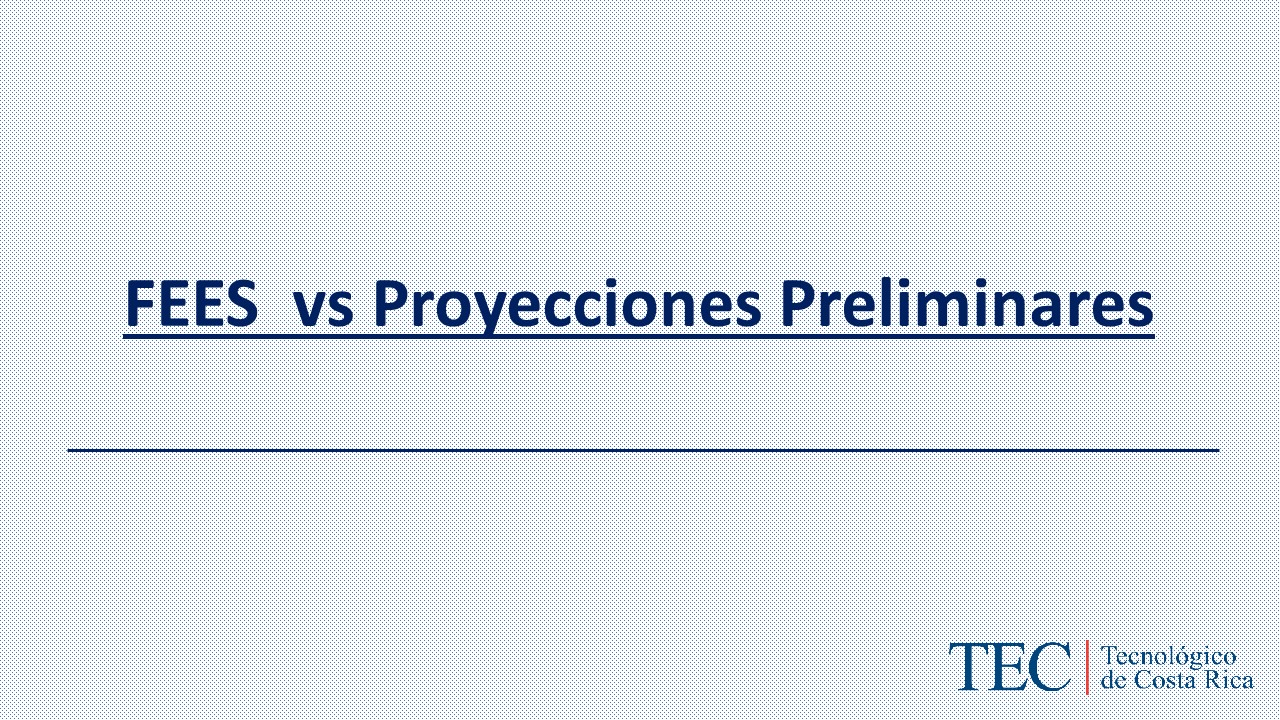 FEES  vs Proyecciones Preliminares
TEC
Tecnológico
de Costa Rica